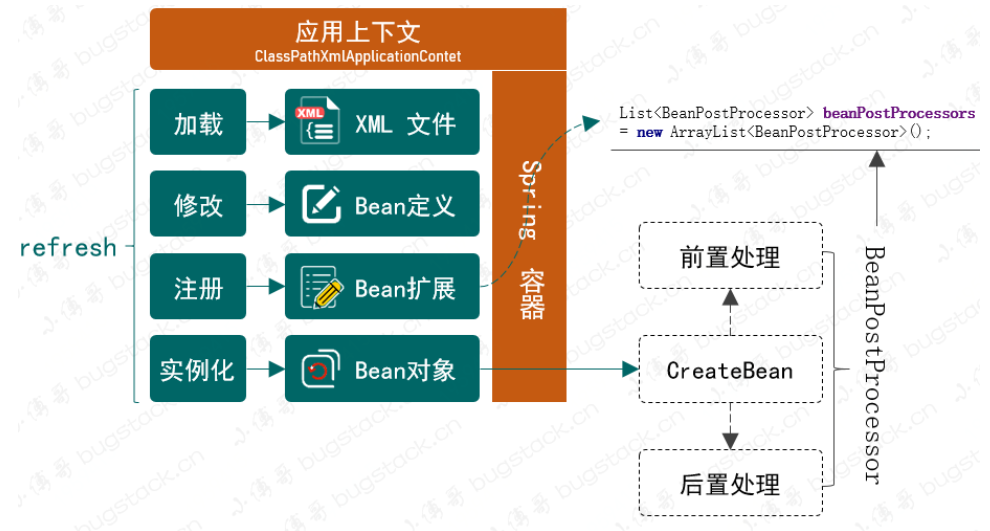 应用上下文
ClassPathXmlApplicationContet
refresh
加载
XML
XML 文件
修改
Bean定义
注册
Bean扩展
实例化
Bean对象
Spring 容器
List<BeanPostProcessor> beanPostProcessors
= new ArrayList<BeanPostProcessor>();
前置处理
CreateBean
后置处理
BeanPostProcessor
小傅哥 bugstack.cn